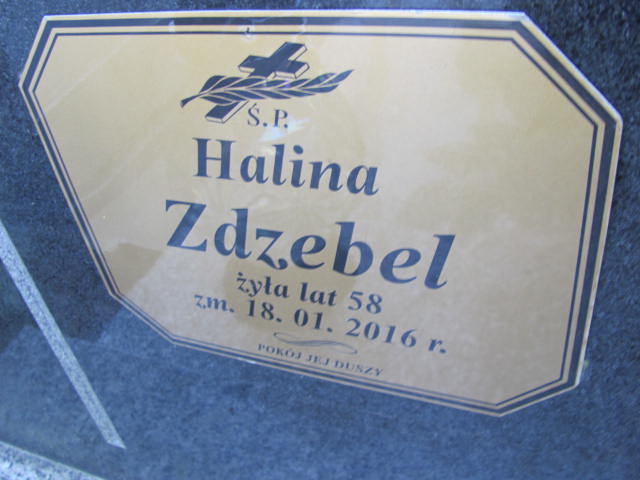 Ś.P.
Halina
Zdzebel
żyła lat 58
zm. 18. 01. 2016 r.
POKÓJ JEJ DUSZY